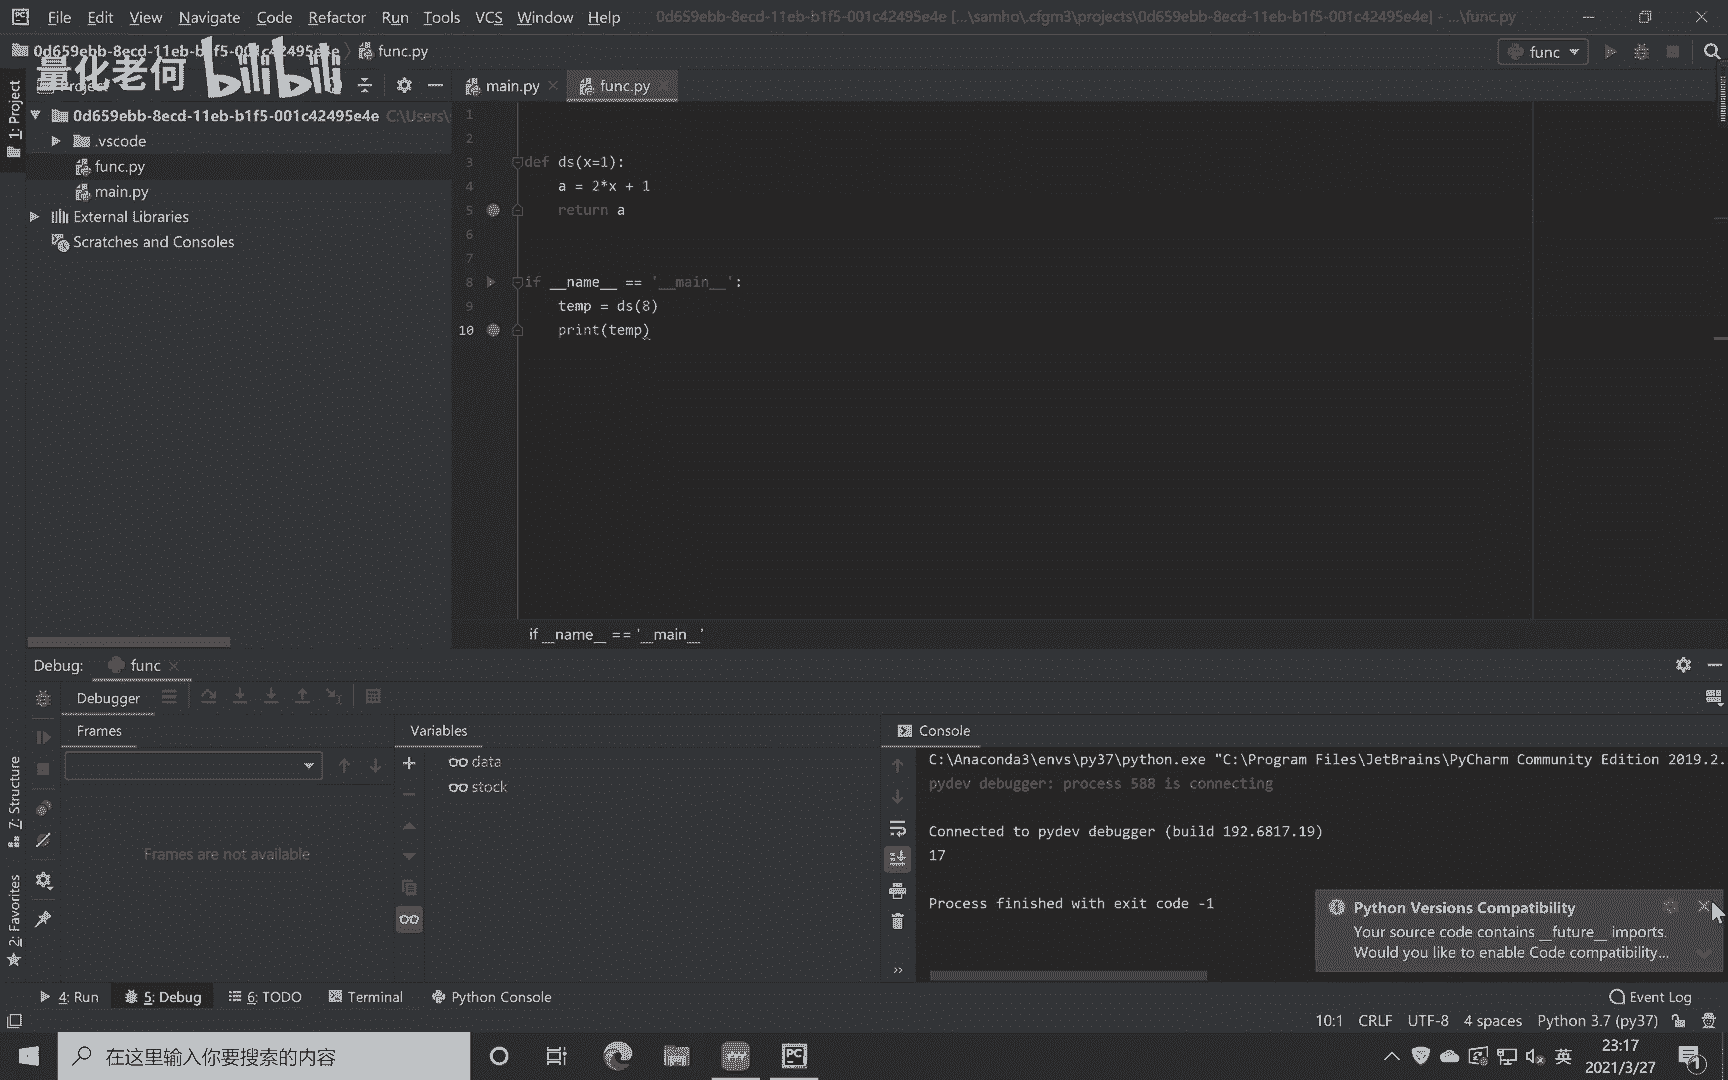 File Edit View Navigate Code Refactor Run Tools VCS Window Help 0d659ebb-8ecd-11eb-b1f5-001c42495e4e [...\samho\.cfgm3\projects\0d659ebb-8ecd-11eb-b1f5-001c42495e4e] - ...\func.py
0d659ebb-8ecd-11eb-b1f5-001c42495e4e func.py func
量化老何 bilibili
Project main.py func.py
1: Project
0d659ebb-8ecd-11eb-b1f5-001c42495e4e C:\Users\
.vscode
func.py
main.py
External Libraries
Scratches and Consoles
1
2
3 def ds(x=1):
4 a = 2*x + 1
5 return a
6
7
8 if __name__ == '__main__':
9 temp = ds(8)
10 print(temp)
if __name__ == '__main__'
Debug: func
Debugger
Frames Variables Console
data
stock
Frames are not available
C:\Anaconda3\envs\py37\python.exe "C:\Program Files\JetBrains\PyCharm Community Edition 2019.2.
pydev debugger: process 588 is connecting
Connected to pydev debugger (build 192.6817.19)
17
Process finished with exit code -1
Python Versions Compatibility
Your source code contains __future__ imports.
Would you like to enable Code compatibility...
7: Structure
2: Favorites
4: Run 5: Debug 6: TODO Terminal Python Console Event Log
10:1 CRLF UTF-8 4 spaces Python 3.7 (py37)
在这里输入你要搜索的内容
英
23:17
2021/3/27
1